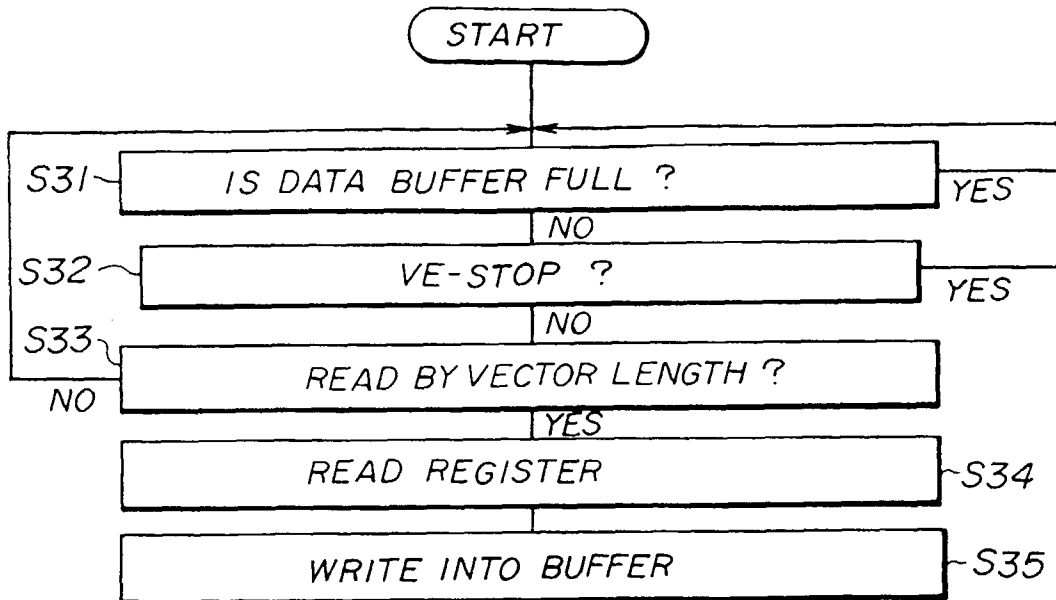 START
S31
IS DATA BUFFER FULL ?
YES
NO
S32
VE-STOP ?
YES
NO
S33
READ BY VECTOR LENGTH ?
NO
YES
READ REGISTER
S34
WRITE INTO BUFFER
S35